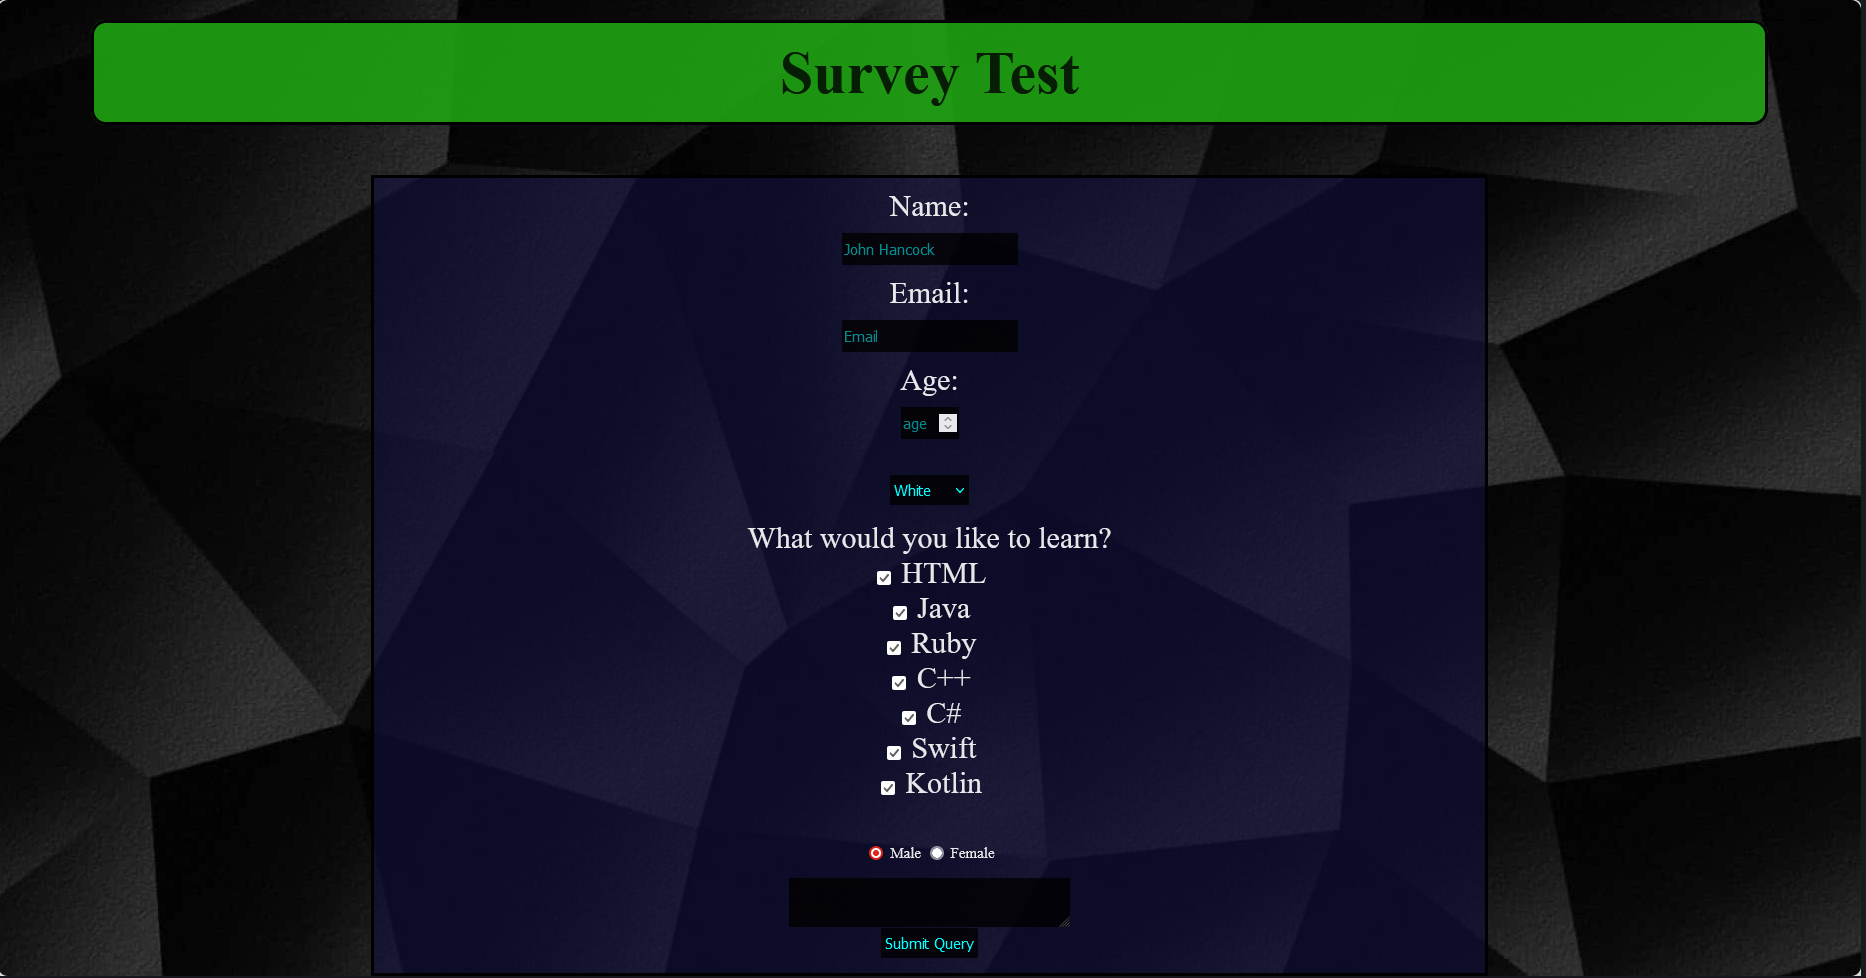 Survey Test
Name:
John Hancock
Email:
Email
Age:
age
White
What would you like to learn?
HTML
Java
Ruby
C++
C#
Swift
Kotlin
Male Female
Submit Query